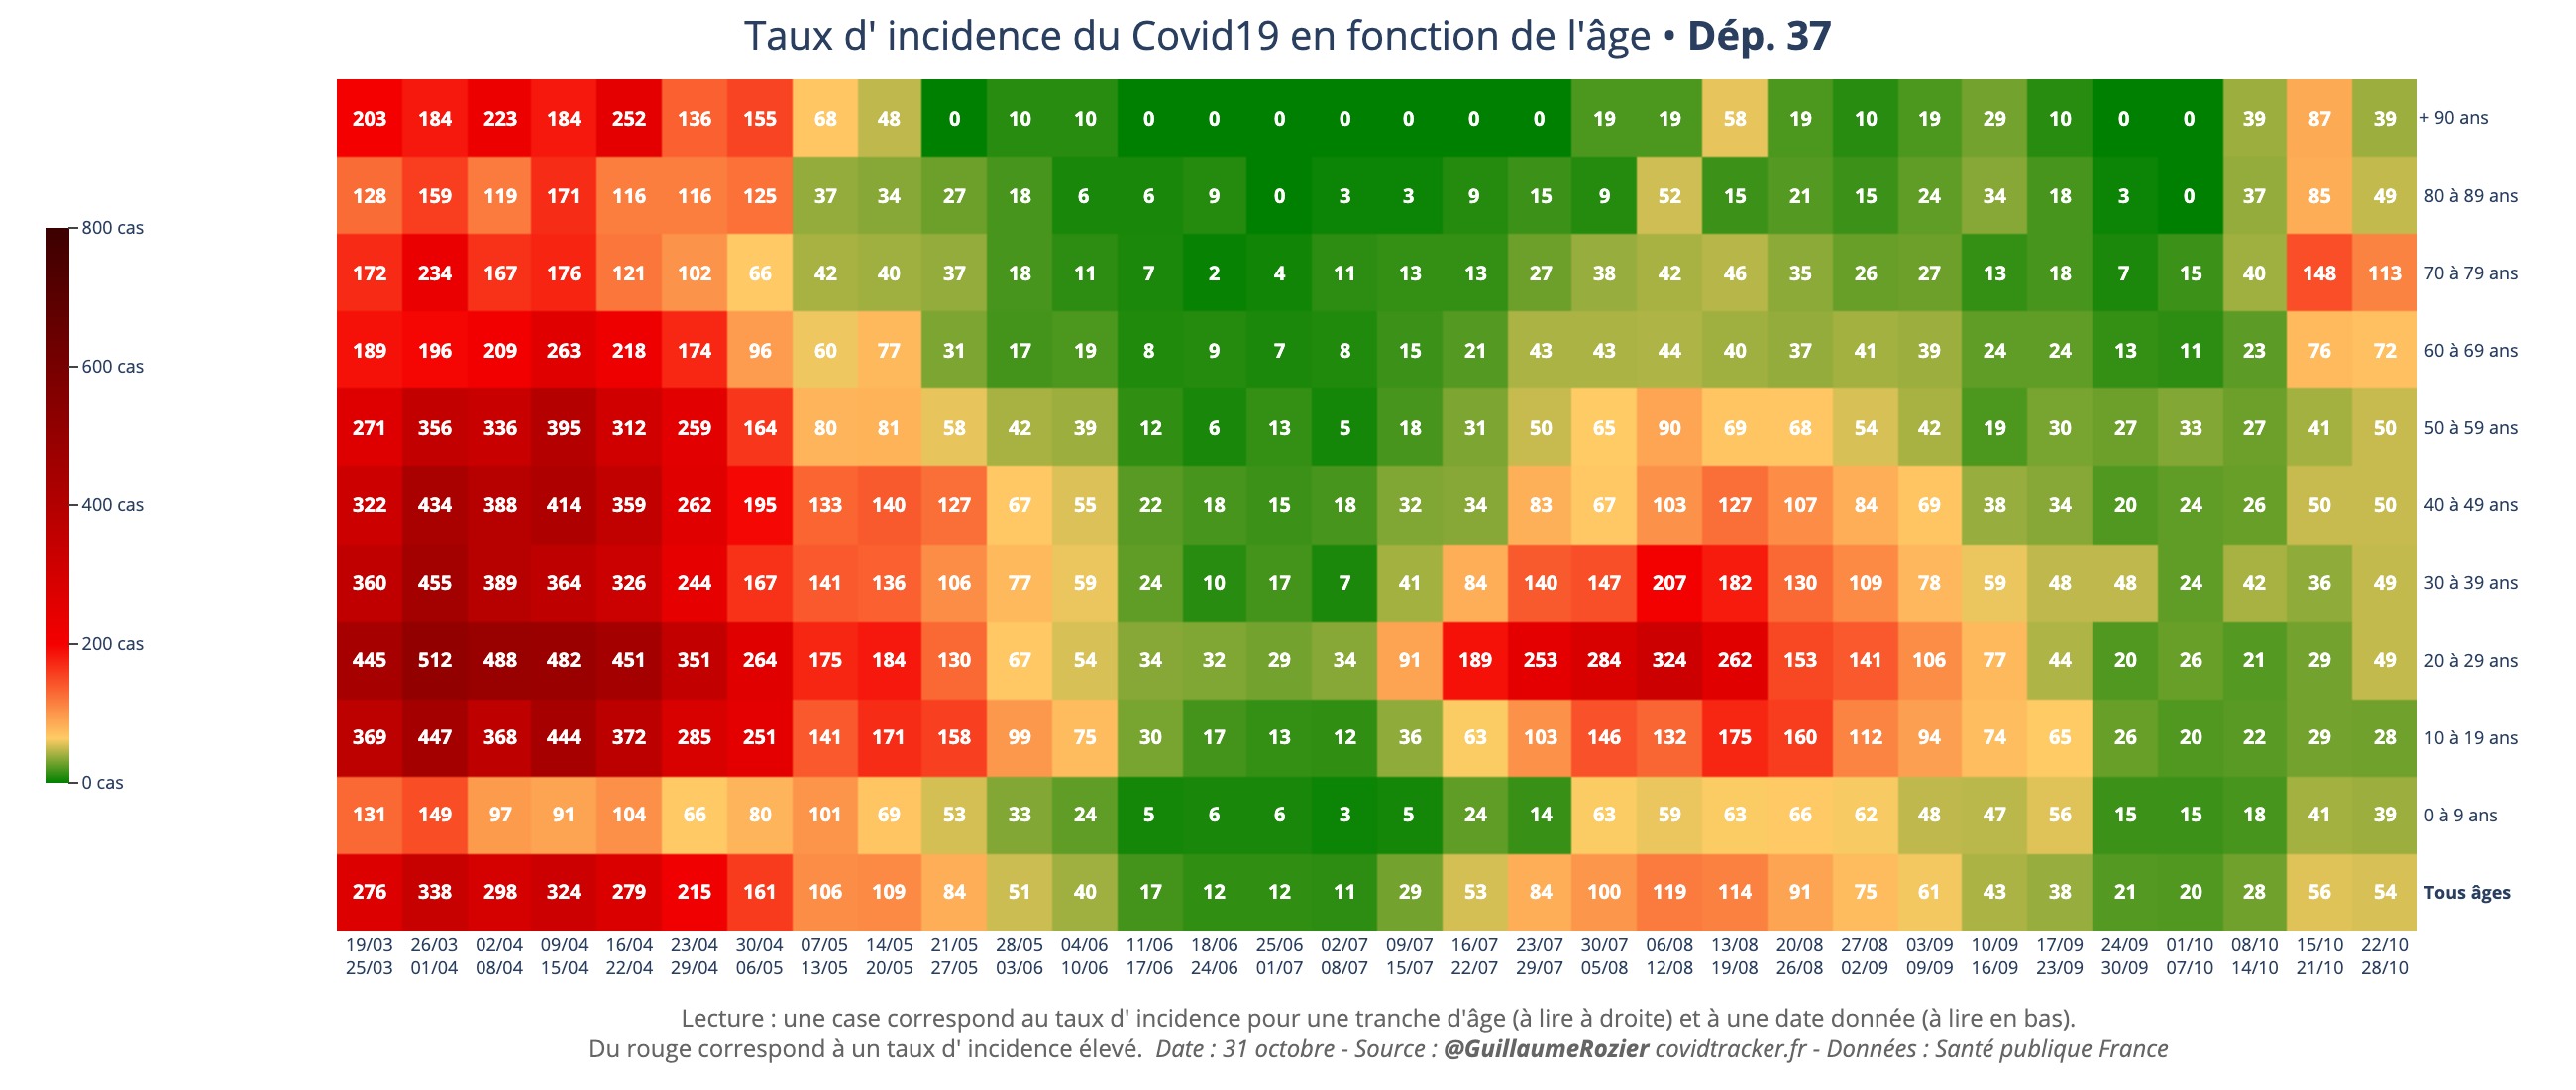 Taux d' incidence du Covid19 en fonction de l'âge • Dép. 37
800 cas
600 cas
400 cas
200 cas
0 cas
203 184 223 184 252 136 155 68 48 0 10 10 0 0 0 0 0 0 0 19 19 58 19 10 19 29 10 0 0 39 87 39 + 90 ans
128 159 119 171 116 116 125 37 34 27 18 6 6 9 0 3 3 9 15 9 52 15 21 15 24 34 18 3 0 37 85 49 80 à 89 ans
172 234 167 176 121 102 66 42 40 37 18 11 7 2 4 11 13 13 27 38 42 46 35 26 27 13 18 7 15 40 148 113 70 à 79 ans
189 196 209 263 218 174 96 60 77 31 17 19 8 9 7 8 15 21 43 43 44 40 37 41 39 24 24 13 11 23 76 72 60 à 69 ans
271 356 336 395 312 259 164 80 81 58 42 39 12 6 13 5 18 31 50 65 90 69 68 54 42 19 30 27 33 27 41 50 50 à 59 ans
322 434 388 414 359 262 195 133 140 127 67 55 22 18 15 18 32 34 83 67 103 127 107 84 69 38 34 20 24 26 50 50 40 à 49 ans
360 455 389 364 326 244 167 141 136 106 77 59 24 10 17 7 41 84 140 147 207 182 130 109 78 59 48 48 24 42 36 49 30 à 39 ans
445 512 488 482 451 351 264 175 184 130 67 54 34 32 29 34 91 189 253 284 324 262 153 141 106 77 44 20 26 21 29 49 20 à 29 ans
369 447 368 444 372 285 251 141 171 158 99 75 30 17 13 12 36 63 103 146 132 175 160 112 94 74 65 26 20 22 29 28 10 à 19 ans
131 149 97 91 104 66 80 101 69 53 33 24 5 6 6 3 5 24 14 63 59 63 66 62 48 47 56 15 15 18 41 39 0 à 9 ans
276 338 298 324 279 215 161 106 109 84 51 40 17 12 12 11 29 53 84 100 119 114 91 75 61 43 38 21 20 28 56 54 Tous âges
19/03 26/03 02/04 09/04 16/04 23/04 30/04 07/05 14/05 21/05 28/05 04/06 11/06 18/06 25/06 02/07 09/07 16/07 23/07 30/07 06/08 13/08 20/08 27/08 03/09 10/09 17/09 24/09 01/10 08/10 15/10 22/10
25/03 01/04 08/04 15/04 22/04 29/04 06/05 13/05 20/05 27/05 03/06 10/06 17/06 24/06 01/07 08/07 15/07 22/07 29/07 05/08 12/08 19/08 26/08 02/09 09/09 16/09 23/09 30/09 07/10 14/10 21/10 28/10
Lecture : une case correspond au taux d' incidence pour une tranche d'âge (à lire à droite) et à une date donnée (à lire en bas).
Du rouge correspond à un taux d' incidence élevé. Date : 31 octobre - Source : @GuillaumeRozier covidtracker.fr - Données : Santé publique France